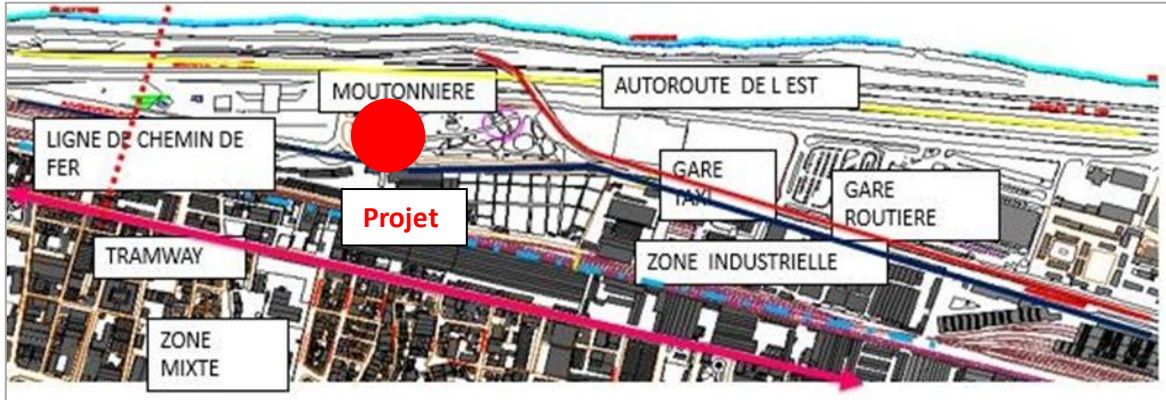 MOUTONNIERE
AUTOROUTE DE L EST
LIGNE DE CHEMIN DE
FER
GARE
TAXI
GARE
ROUTIERE
Projet
TRAMWAY
ZONE INDUSTRIELLE
ZONE
MIXTE